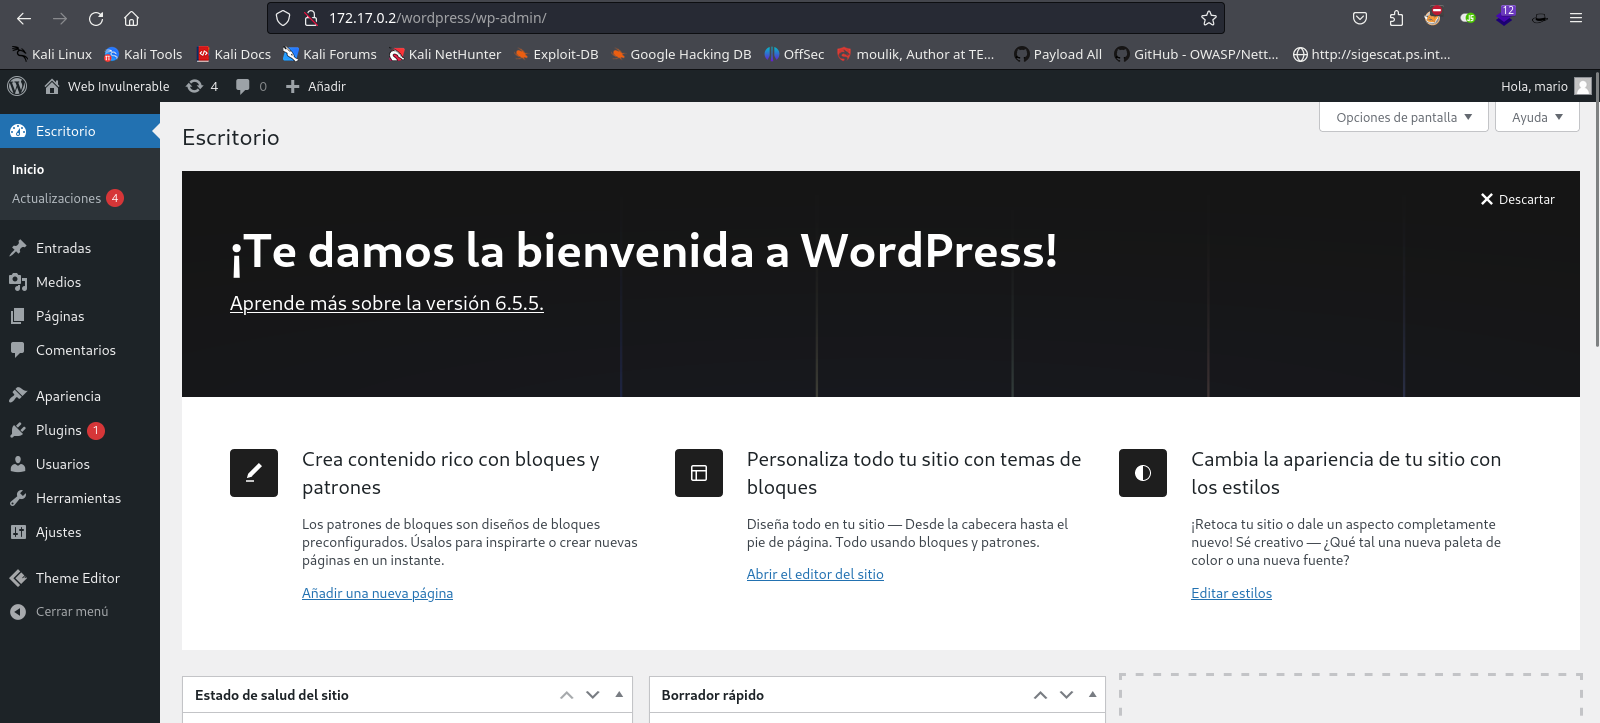 172.17.0.2/wordpress/wp-admin/
12
Kali Linux Kali Tools Kali Docs Kali Forums Kali NetHunter Exploit-DB Google Hacking DB OffSec moulik, Author at TE... Payload All GitHub - OWASP/Nett... http://sigescat.ps.int...
Web Invulnerable 4 0 Añadir Hola, mario
Escritorio
Inicio
Actualizaciones 4
Entradas
Medios
Páginas
Comentarios
Apariencia
Plugins 1
Usuarios
Herramientas
Ajustes
Theme Editor
Cerrar menú
Opciones de pantalla Ayuda
Escritorio
Descartar
¡Te damos la bienvenida a WordPress!
Aprende más sobre la versión 6.5.5.
Crea contenido rico con bloques y
patrones
Los patrones de bloques son diseños de bloques
preconfigurados. Úsalos para inspirarte o crear nuevas
páginas en un instante.
Añadir una nueva página
Personaliza todo tu sitio con temas de
bloques
Diseña todo en tu sitio — Desde la cabecera hasta el
pie de página. Todo usando bloques y patrones.
Abrir el editor del sitio
Cambia la apariencia de tu sitio con
los estilos
¡Retoca tu sitio o dale un aspecto completamente
nuevo! Sé creativo — ¿Qué tal una nueva paleta de
color o una nueva fuente?
Editar estilos
Estado de salud del sitio
Borrador rápido